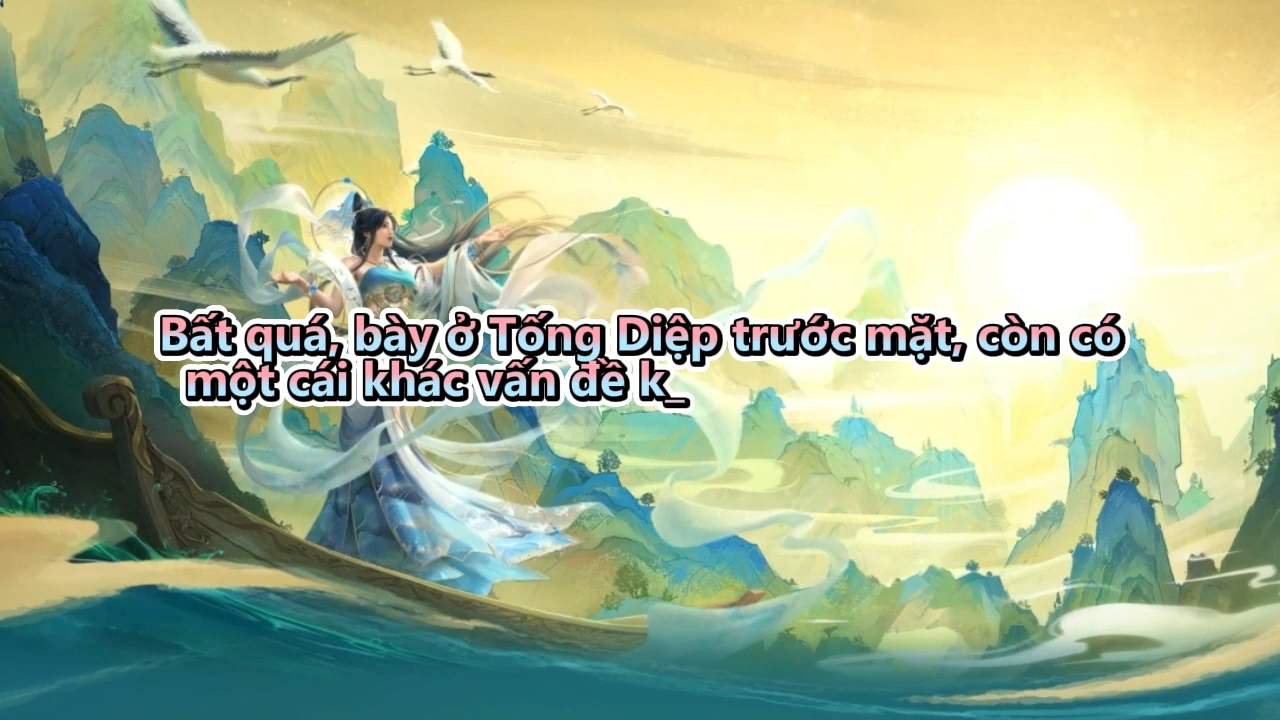 Bất quá, bày ở Tống Diệp trước mặt, còn có
một cái khác vấn đề k_